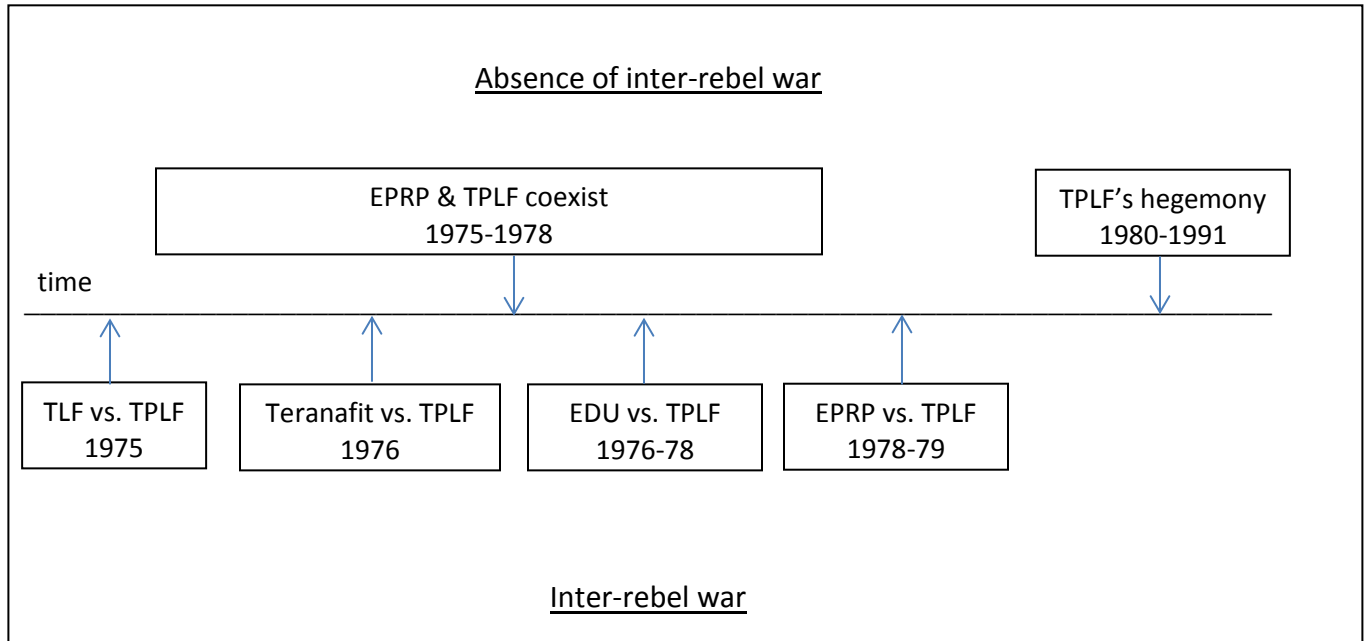 Absence of inter-rebel war
EPRP & TPLF coexist
1975-1978
TPLF’s hegemony
1980-1991
time
TLF vs. TPLF
1975
Teranafit vs. TPLF
1976
EDU vs. TPLF
1976-78
EPRP vs. TPLF
1978-79
Inter-rebel war